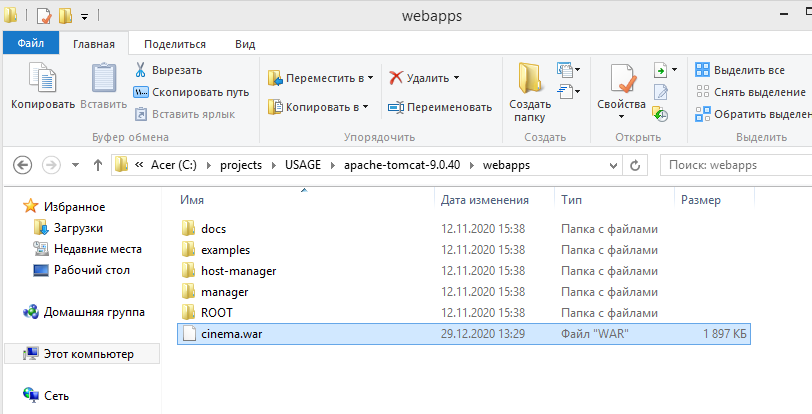 webapps
Файл Главная Поделиться Вид
Копировать Вставить Вырезать Скопировать путь Вставить ярлык
Переместить в Копировать в Удалить Переименовать
Создать папку Свойства
Выделить все Снять выделение Обратить выделен
Буфер обмена Упорядочить Создать Открыть Выделить
« Acer (C:) projects USAGE apache-tomcat-9.0.40 webapps Поиск: webapps
Имя Дата изменения Тип Размер
Избранное
Загрузки
Недавние места
Рабочий стол
Домашняя группа
Этот компьютер
Сеть
docs 12.11.2020 15:38 Папка с файлами
examples 12.11.2020 15:38 Папка с файлами
host-manager 12.11.2020 15:38 Папка с файлами
manager 12.11.2020 15:38 Папка с файлами
ROOT 12.11.2020 15:38 Папка с файлами
cinema.war 29.12.2020 13:29 Файл "WAR" 1 897 КБ